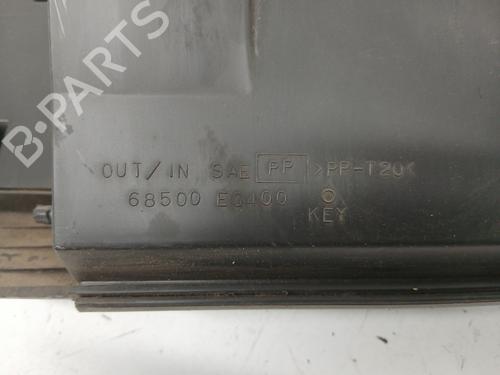 B-PARTS
OUT/IN SAE PP >PP-T20<
68500 EQ400
KEY